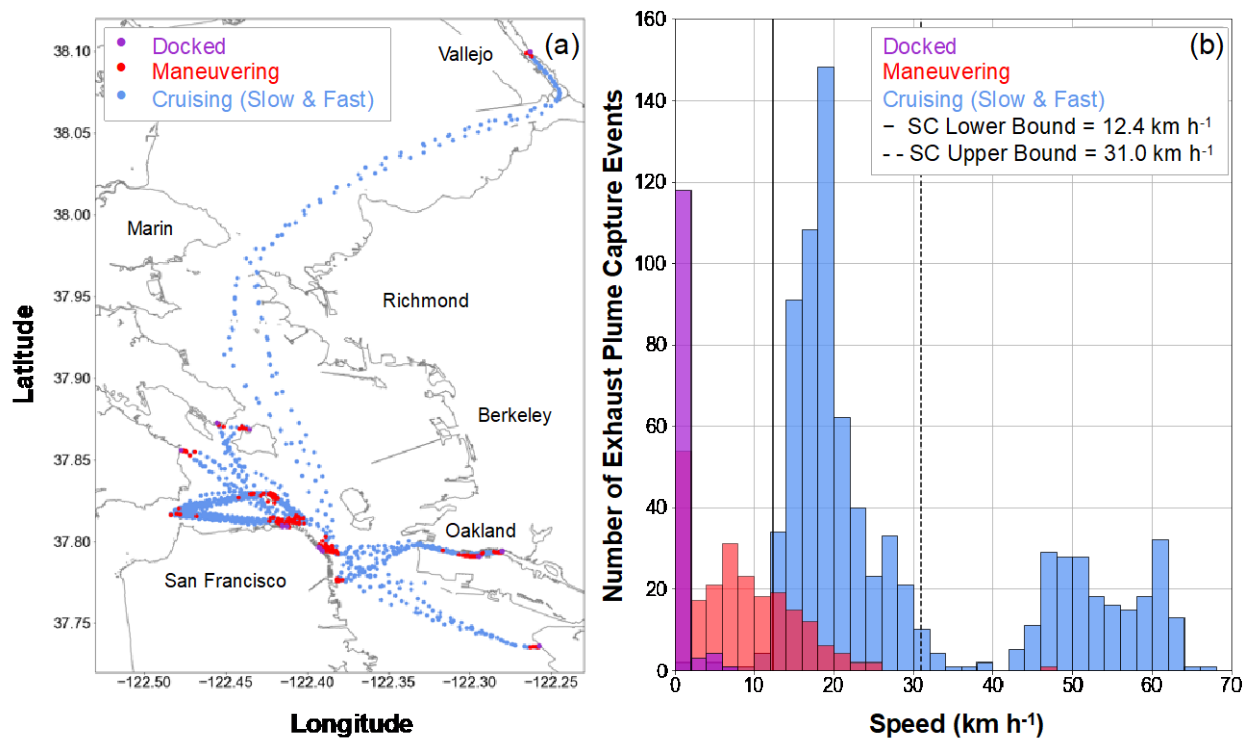 (a)
Docked
Maneuvering
Cruising (Slow & Fast)
Vallejo
Marin
Richmond
Berkeley
Oakland
San Francisco
38.10
38.05
38.00
37.95
37.90
37.85
37.80
37.75
Latitude
−122.50 −122.45 −122.40 −122.35 −122.30 −122.25
Longitude
(b)
Docked
Maneuvering
Cruising (Slow & Fast)
– SC Lower Bound = 12.4 km h-1
- - SC Upper Bound = 31.0 km h-1
160
140
120
100
80
60
40
20
0
Number of Exhaust Plume Capture Events
0 10 20 30 40 50 60 70
Speed (km h-1)